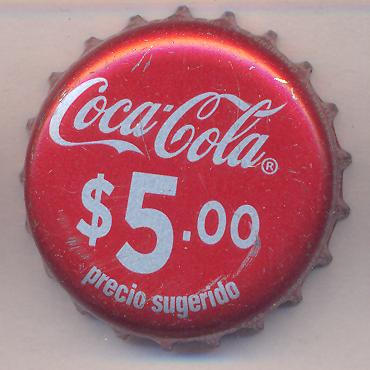 Coca-Cola®
$5.00
precio sugerido